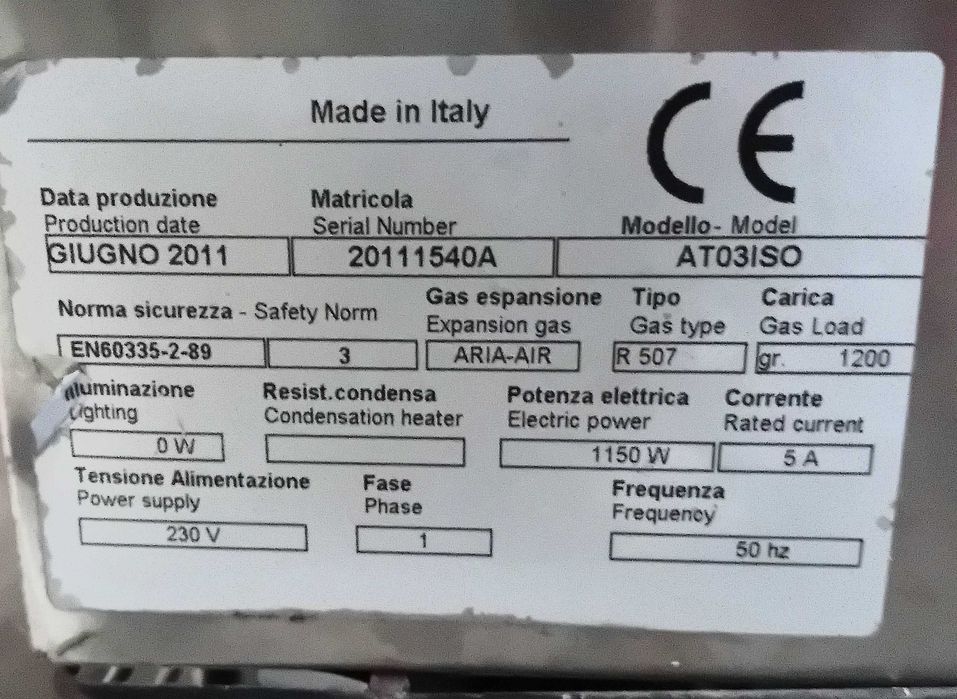 Made in Italy
CE
Data produzione Matricola
Production date Serial Number Modello - Model
GIUGNO 2011 20111540A AT03ISO
Norma sicurezza - Safety Norm Gas espansione Tipo Carica
Expansion gas Gas type Gas Load
EN60335-2-89 3 ARIA-AIR R 507 gr. 1200
lluminazione Resist.condensa Potenza elettrica Corrente
Lighting Condensation heater Electric power Rated current
0 W 1150 W 5 A
Tensione Alimentazione Fase Frequenza
Power supply Phase Frequency
230 V 1 50 hz